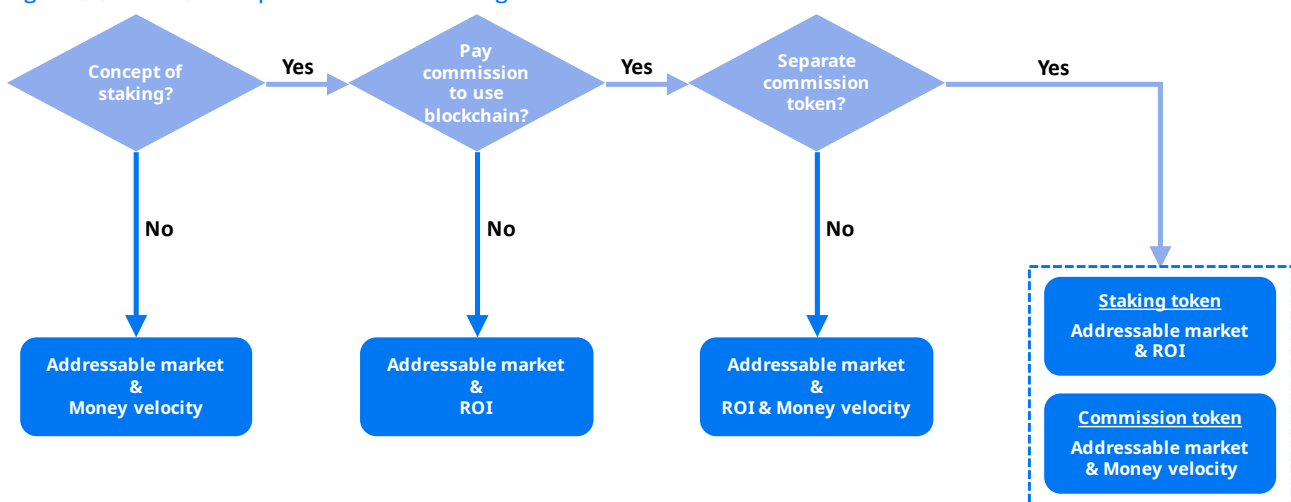 Concept of
staking?
Yes
Pay
commission
to use
blockchain?
Yes
Separate
commission
token?
Yes
No
No
No
Addressable market
&
Money velocity
Addressable market
&
ROI
Addressable market
&
ROI & Money velocity
Staking token
Addressable market
& ROI
Commission token
Addressable market
& Money velocity